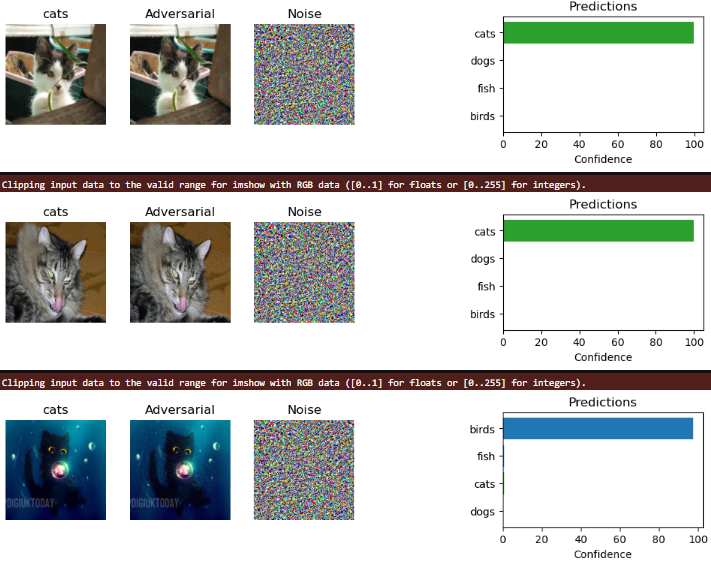 cats Adversarial Noise Predictions
cats
dogs
fish
birds
0 20 40 60 80 100
Confidence
Clipping input data to the valid range for imshow with RGB data ([0..1] for floats or [0..255] for integers).
cats Adversarial Noise Predictions
cats
dogs
fish
birds
0 20 40 60 80 100
Confidence
Clipping input data to the valid range for imshow with RGB data ([0..1] for floats or [0..255] for integers).
cats Adversarial Noise Predictions
birds
fish
cats
dogs
DIGIUKTODAY DIGIUKTODAY
0 20 40 60 80 100
Confidence